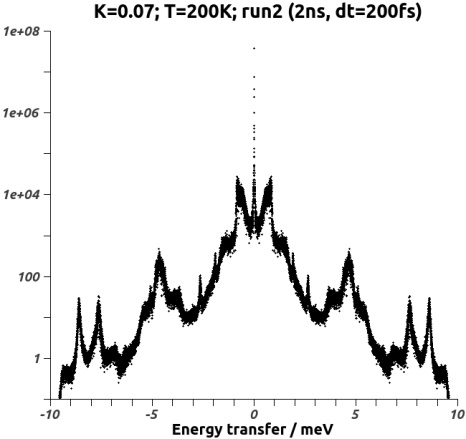 K=0.07; T=200K; run2 (2ns, dt=200fs)
1e+08
1e+06
1e+04
100
1
-10 -5 0 5 10
Energy transfer / meV